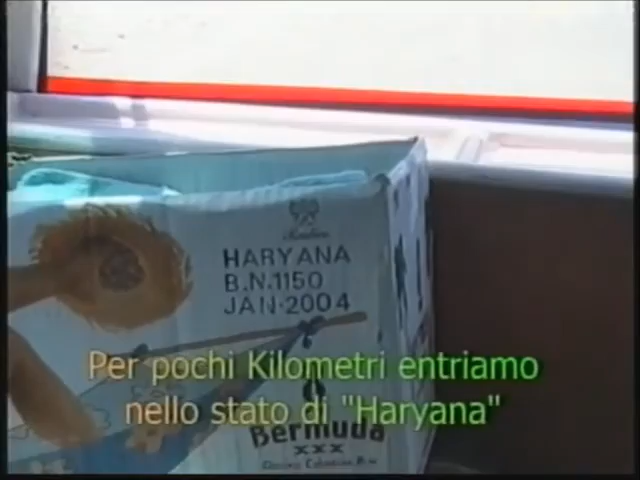 HARYANA
B.N.1150
JAN-2004
Per pochi Kilometri entriamo
nello stato di "Haryana"
Bermuda
XXX